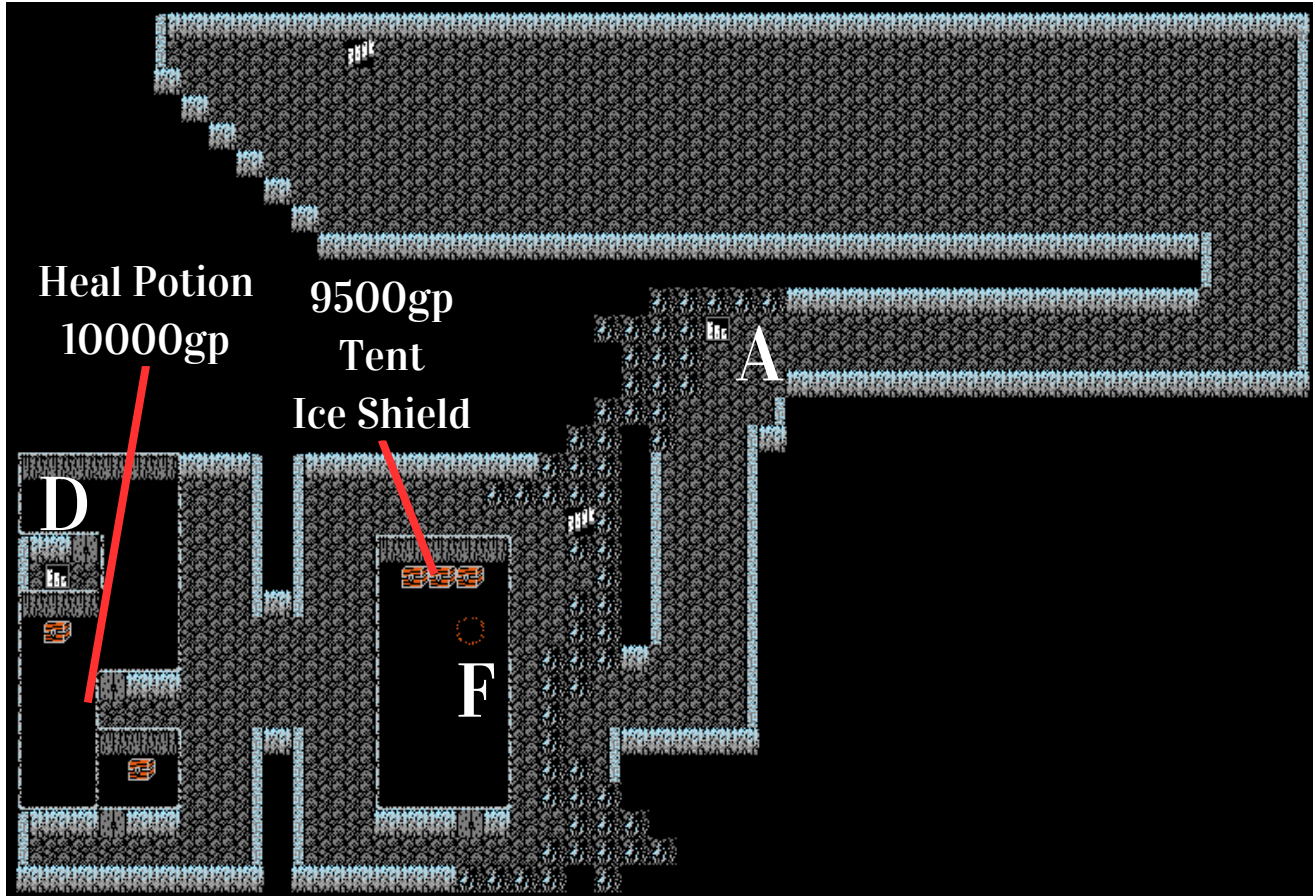 Heal Potion
10000gp
9500gp
Tent
Ice Shield
A
D
F